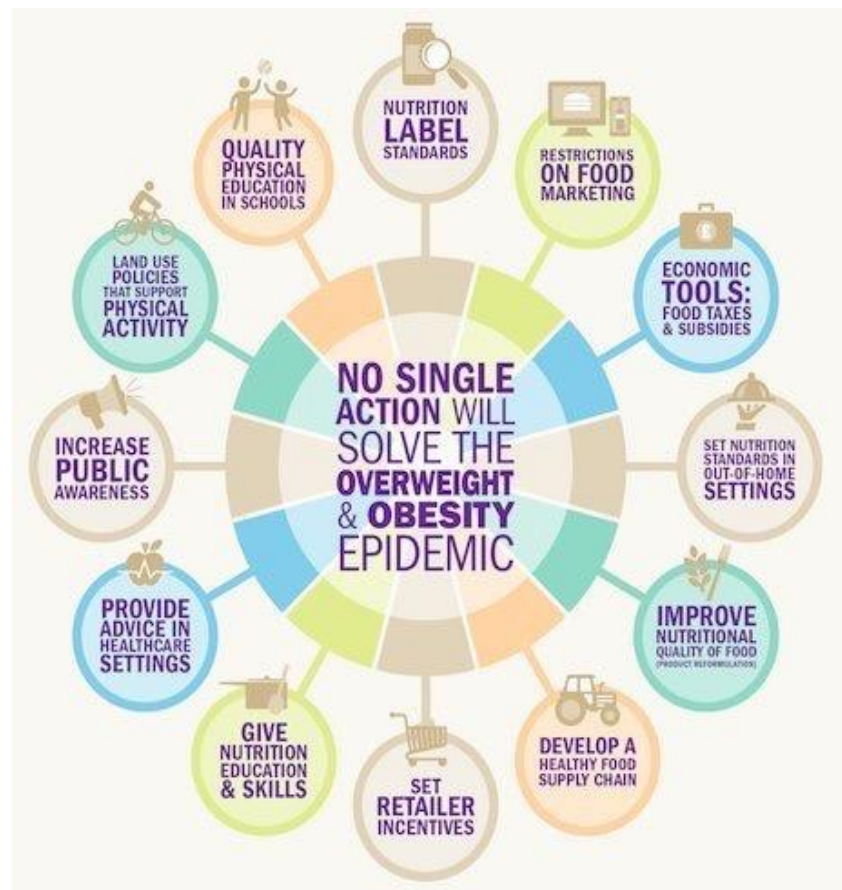 NUTRITION
LABEL
STANDARDS
RESTRICTIONS
ON FOOD
MARKETING
ECONOMIC
TOOLS:
FOOD TAXES
& SUBSIDIES
SET NUTRITION
STANDARDS IN
OUT-OF-HOME
SETTINGS
IMPROVE
NUTRITIONAL
QUALITY OF FOOD
(PRODUCT REFORMULATION)
DEVELOP A
HEALTHY FOOD
SUPPLY CHAIN
SET
RETAILER
INCENTIVES
GIVE
NUTRITION
EDUCATION
& SKILLS
PROVIDE
ADVICE IN
HEALTHCARE
SETTINGS
INCREASE
PUBLIC
AWARENESS
LAND USE
POLICIES
THAT SUPPORT
PHYSICAL
ACTIVITY
QUALITY
PHYSICAL
EDUCATION
IN SCHOOLS
NO SINGLE
ACTION WILL
SOLVE THE
OVERWEIGHT
& OBESITY
EPIDEMIC